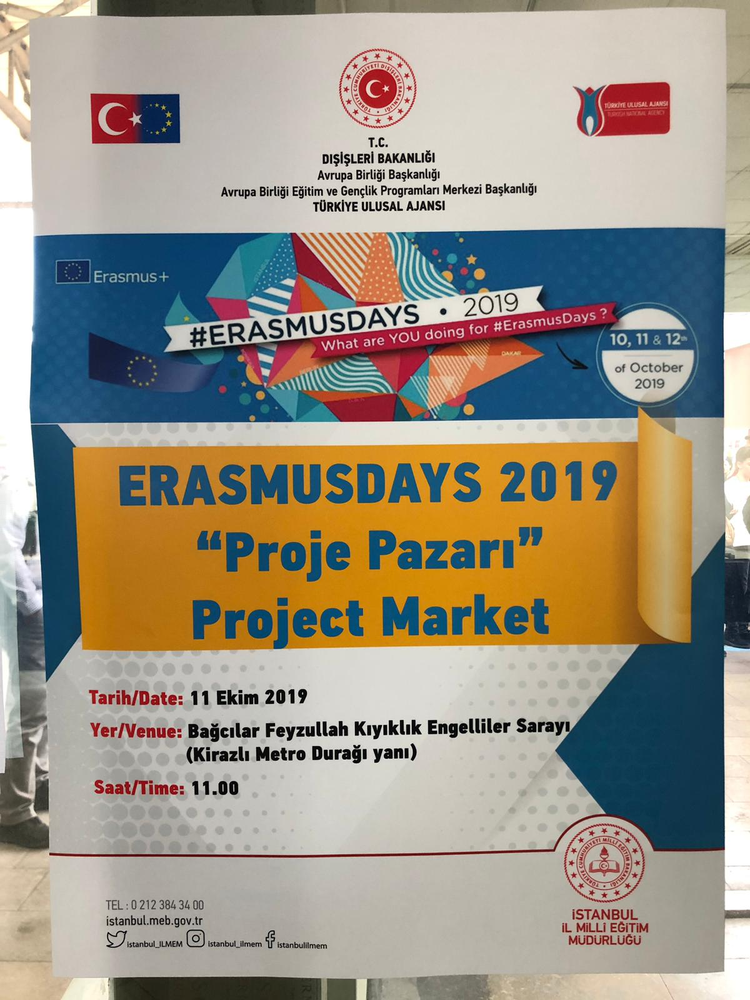 TÜRKİYE CUMHURİYETİ DIŞİŞLERİ BAKANLIĞI
TÜRKİYE ULUSAL AJANSI
TURKISH NATIONAL AGENCY
T.C.
DIŞİŞLERİ BAKANLIĞI
Avrupa Birliği Başkanlığı
Avrupa Birliği Eğitim ve Gençlik Programları Merkezi Başkanlığı
TÜRKİYE ULUSAL AJANSI
Erasmus+
ISTANBUL
#ERASMUSDAYS • 2019
What are YOU doing for #ErasmusDays ?
10, 11 & 12th
of October
2019
DAKAR
ERASMUSDAYS 2019
“Proje Pazarı”
Project Market
Tarih/Date: 11 Ekim 2019
Yer/Venue: Bağcılar Feyzullah Kıyıklık Engelliler Sarayı
(Kirazlı Metro Durağı yanı)
Saat/Time: 11.00
TÜRKİYE CUMHURİYETİ MİLLÎ EĞİTİM BAKANLIĞI
İSTANBUL
İL MİLLÎ EĞİTİM
MÜDÜRLÜĞÜ
TEL : 0 212 384 34 00
istanbul.meb.gov.tr
istanbul_ILMEM istanbul_ilmem istanbulilmem